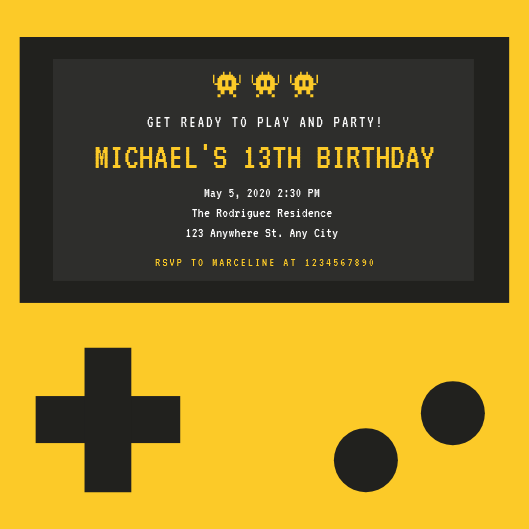 GET READY TO PLAY AND PARTY!
MICHAEL'S 13TH BIRTHDAY
May 5, 2020 2:30 PM
The Rodriguez Residence
123 Anywhere St. Any City
RSVP TO MARCELINE AT 1234567890